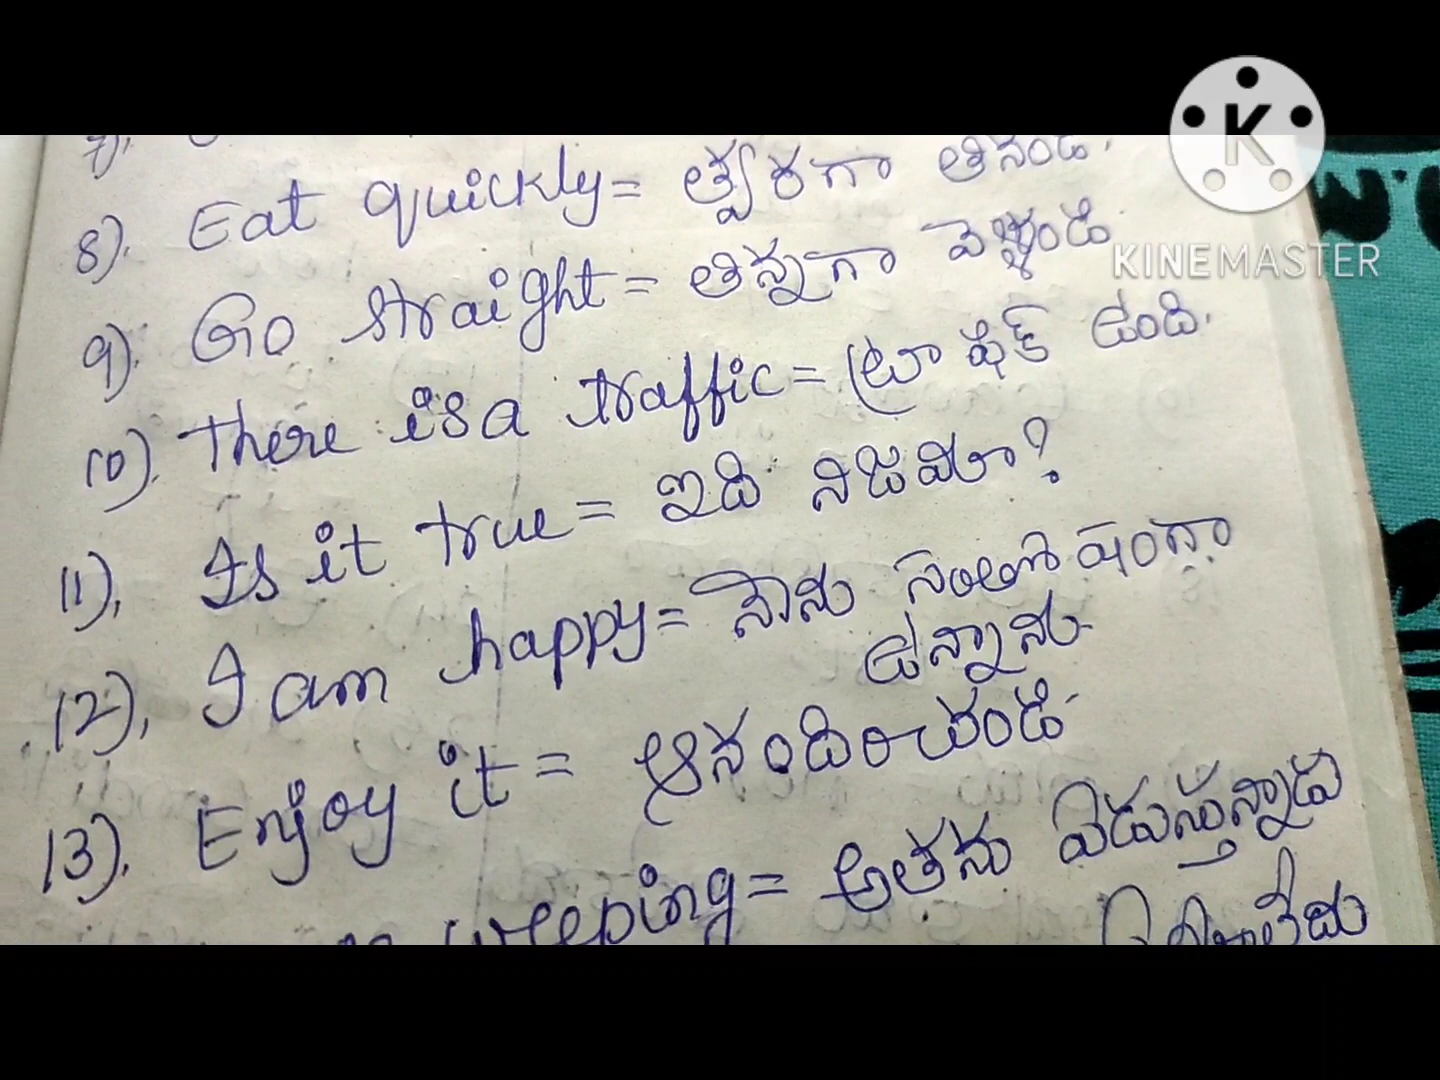 8). Eat quickly = త్వరగా తినండి.
9). Go straight = తిన్నగా వెళ్ళండి
10). There is a traffic = ట్రాఫిక్ ఉంది.
11), Is it true = ఇది నిజమేనా?
12), I am happy = నాను సంతోషంగా
ఉన్నాను.
13). Enjoy it = ఆనందించండి.
weeping = అతను ఏడుస్తున్నాడు
KINEMASTER